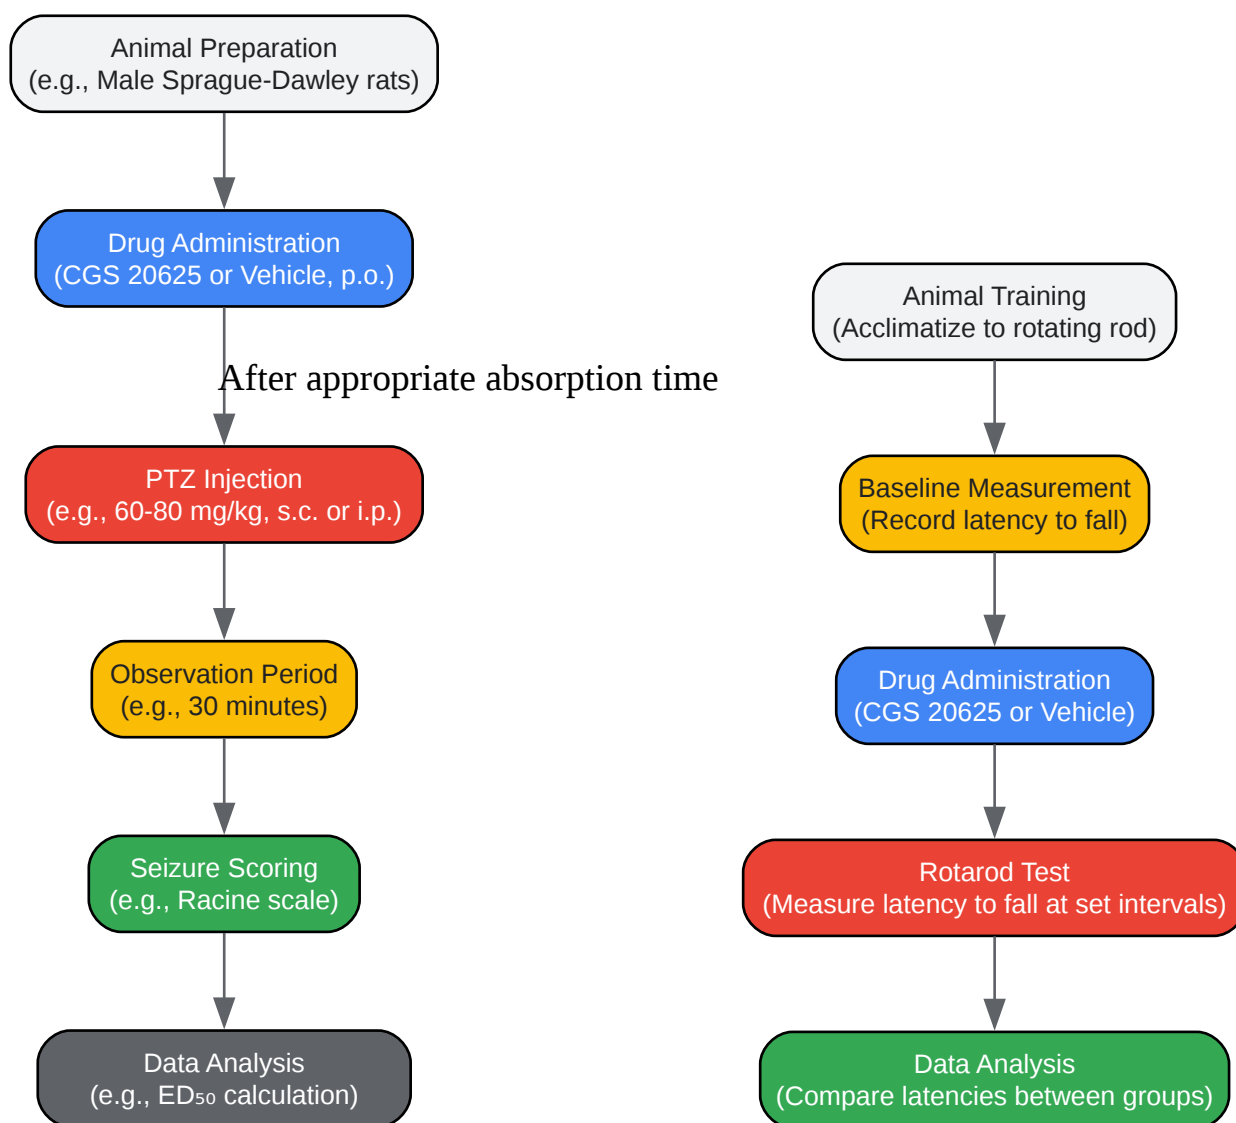 Animal Preparation
(e.g., Male Sprague-Dawley rats)
Drug Administration
(CGS 20625 or Vehicle, p.o.)
After appropriate absorption time
PTZ Injection
(e.g., 60-80 mg/kg, s.c. or i.p.)
Observation Period
(e.g., 30 minutes)
Seizure Scoring
(e.g., Racine scale)
Data Analysis
(e.g., ED₅₀ calculation)
Animal Training
(Acclimatize to rotating rod)
Baseline Measurement
(Record latency to fall)
Drug Administration
(CGS 20625 or Vehicle)
Rotarod Test
(Measure latency to fall at set intervals)
Data Analysis
(Compare latencies between groups)